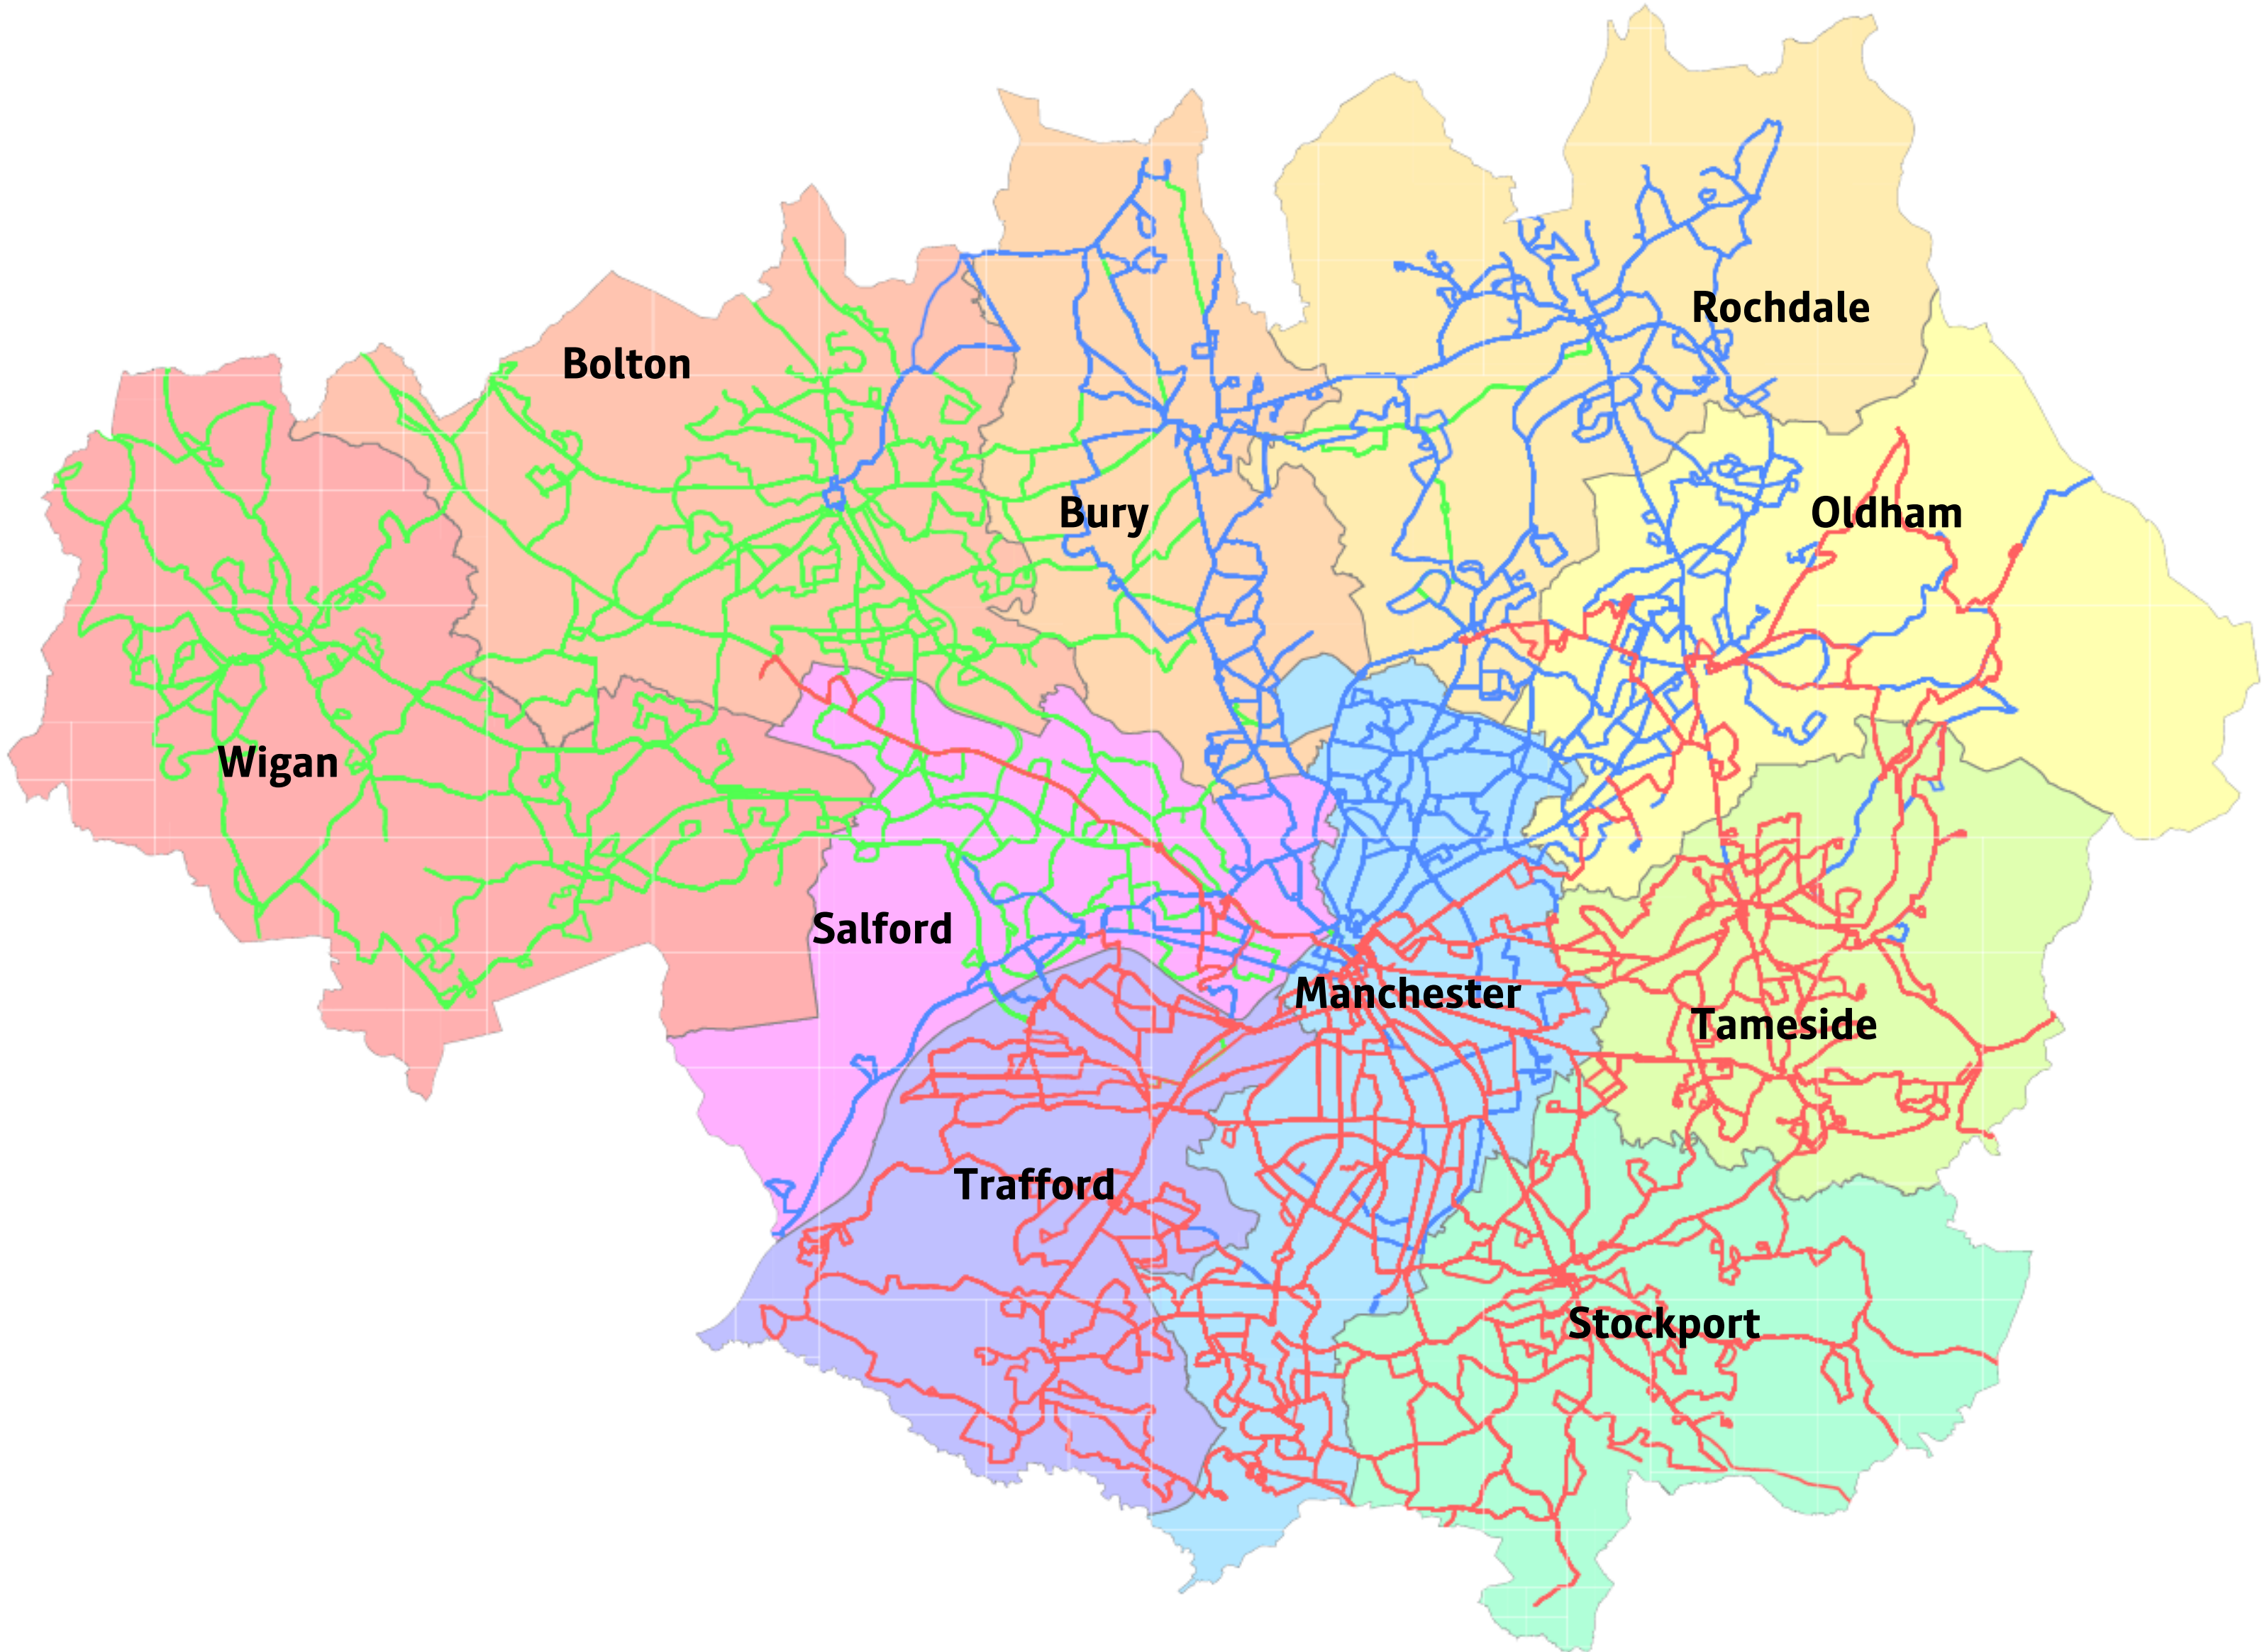 Rochdale
Bolton
Bury
Oldham
Wigan
Salford
Manchester
Tameside
Trafford
Stockport